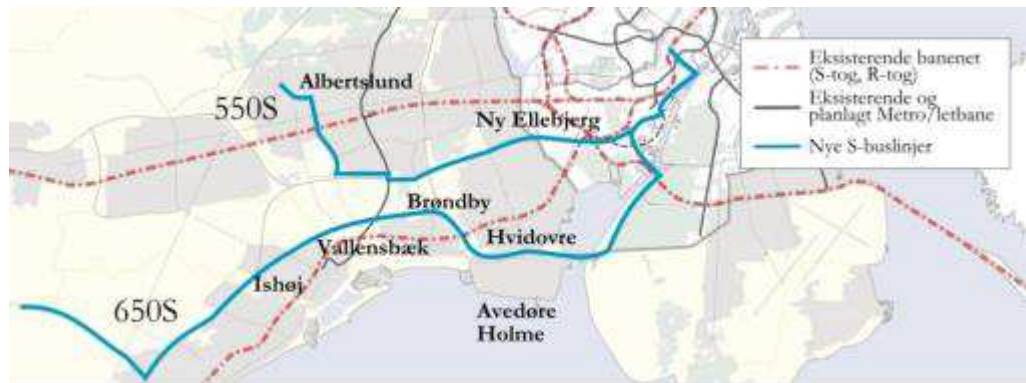 Albertslund
550S
Ny Ellebjerg
Brøndby
Vallensbæk
Hvidovre
Ishøj
650S
Avedøre
Holme
Eksisterende banenet
(S-tog, R-tog)
Eksisterende og
planlagt Metro/letbane
Nye S-buslinjer